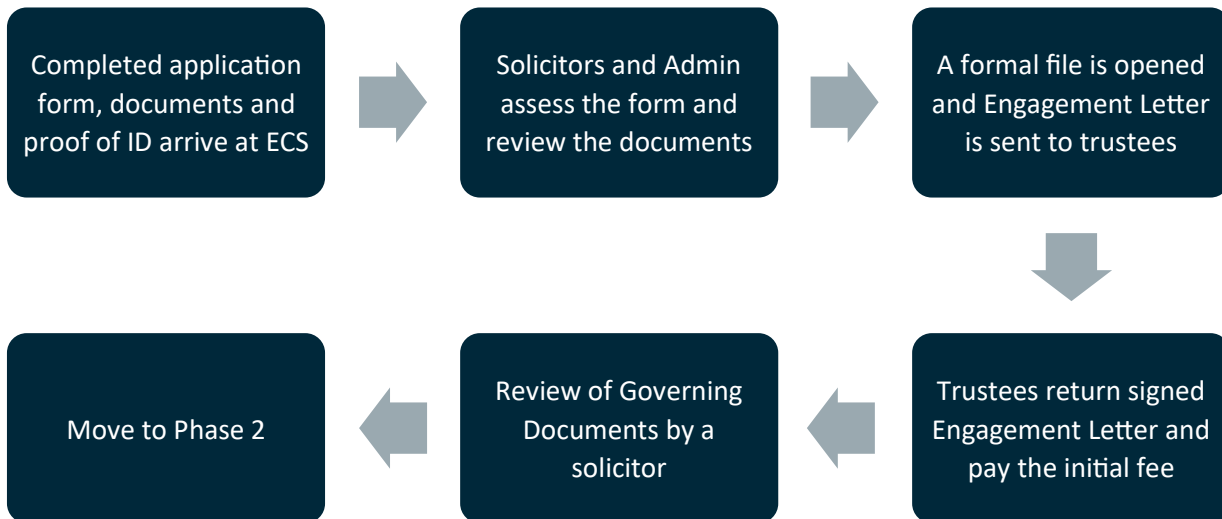 Completed application
form, documents and
proof of ID arrive at ECS
Solicitors and Admin
assess the form and
review the documents
A formal file is opened
and Engagement Letter
is sent to trustees
Trustees return signed
Engagement Letter and
pay the initial fee
Review of Governing
Documents by a
solicitor
Move to Phase 2